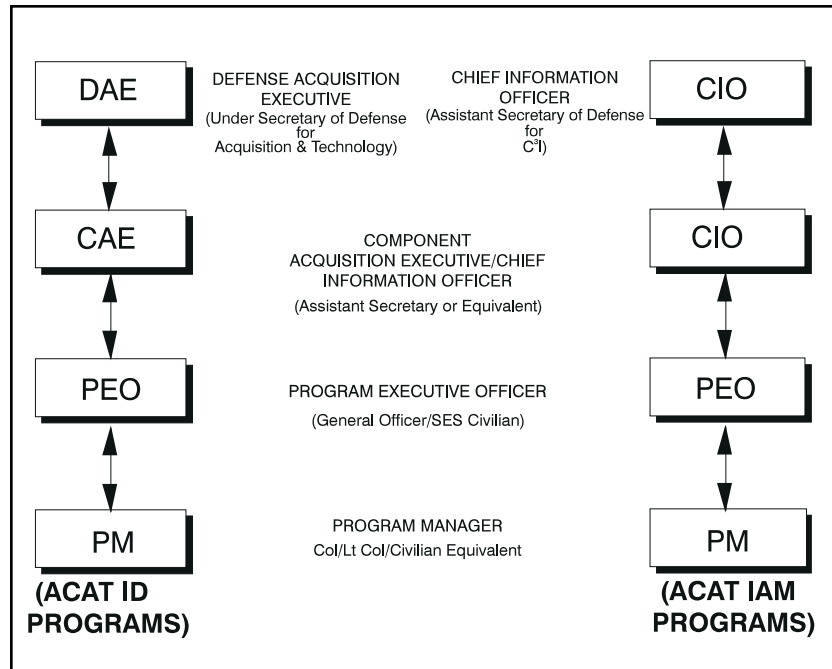 DAE
DEFENSE ACQUISITION
EXECUTIVE
(Under Secretary of Defense
for
Acquisition & Technology)
CHIEF INFORMATION
OFFICER
(Assistant Secretary of Defense
for
C³I)
CIO
CAE
COMPONENT
ACQUISITION EXECUTIVE/CHIEF
INFORMATION OFFICER
(Assistant Secretary or Equivalent)
CIO
PEO
PROGRAM EXECUTIVE OFFICER
(General Officer/SES Civilian)
PEO
PM
PROGRAM MANAGER
Col/Lt Col/Civilian Equivalent
PM
(ACAT ID
PROGRAMS)
(ACAT IAM
PROGRAMS)